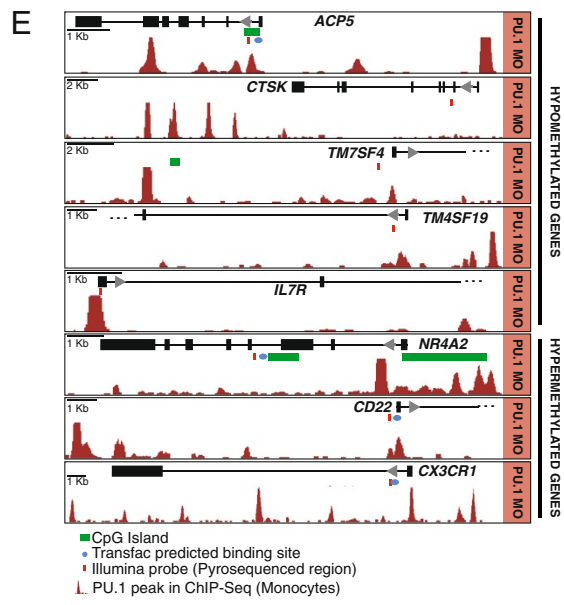 E
ACP5
1 Kb
PU.1 MO
CTSK
2 Kb
PU.1 MO
TM7SF4
2 Kb
PU.1 MO
TM4SF19
1 Kb
PU.1 MO
IL7R
1 Kb
PU.1 MO
HYPOMETHYLATED GENES
NR4A2
1 Kb
PU.1 MO
CD22
1 Kb
PU.1 MO
CX3CR1
1 Kb
PU.1 MO
HYPERMETHYLATED GENES
CpG Island
Transfac predicted binding site
Illumina probe (Pyrosequenced region)
PU.1 peak in ChIP-Seq (Monocytes)